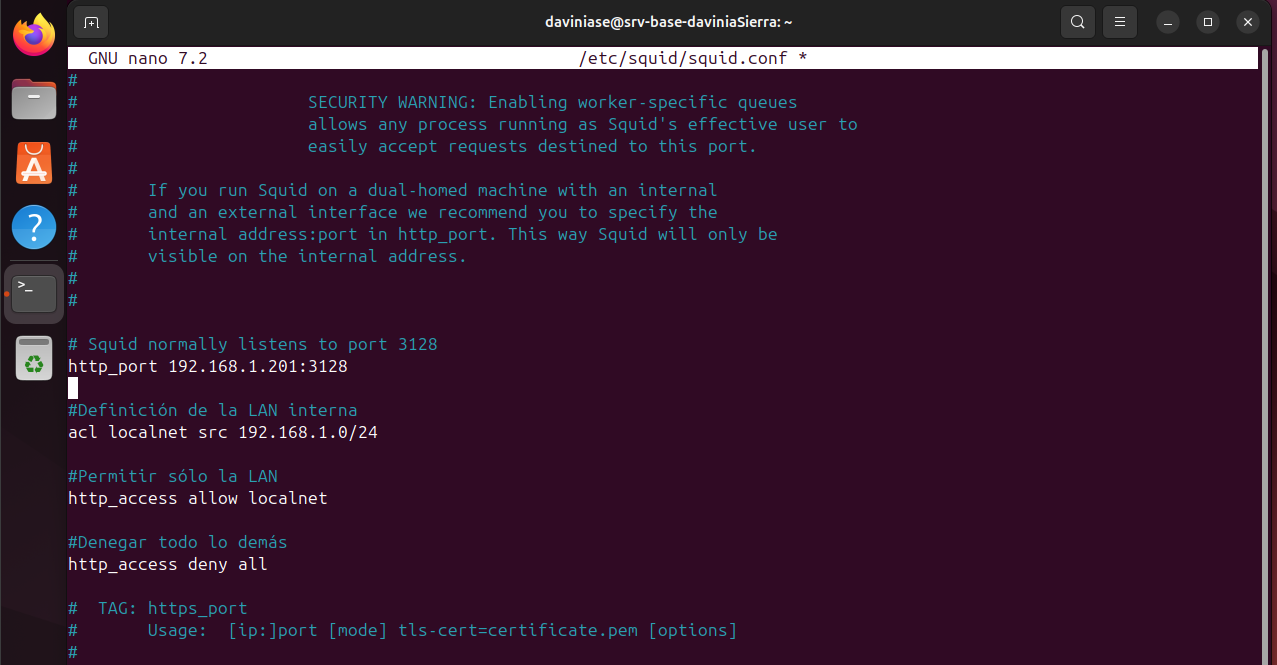 daviniase@srv-base-daviniaSierra: ~
GNU nano 7.2 /etc/squid/squid.conf *
#
# SECURITY WARNING: Enabling worker-specific queues
# allows any process running as Squid's effective user to
# easily accept requests destined to this port.
#
# If you run Squid on a dual-homed machine with an internal
# and an external interface we recommend you to specify the
# internal address:port in http_port. This way Squid will only be
# visible on the internal address.
#
#
# Squid normally listens to port 3128
http_port 192.168.1.201:3128
#Definición de la LAN interna
acl localnet src 192.168.1.0/24
#Permitir sólo la LAN
http_access allow localnet
#Denegar todo lo demás
http_access deny all
# TAG: https_port
# Usage: [ip:]port [mode] tls-cert=certificate.pem [options]
#